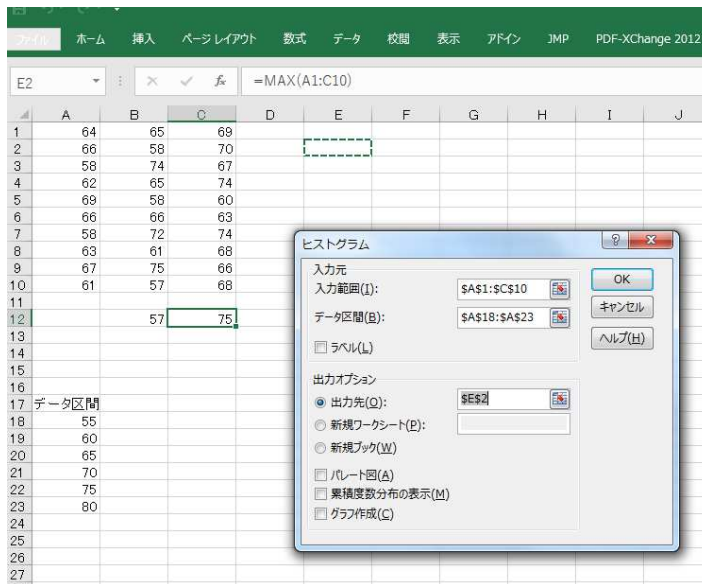 ファイル ホーム 挿入 ページ レイアウト 数式 データ 校閲 表示 アドイン JMP PDF-XChange 2012
E2 fx =MAX(A1:C10)
A B C D E F G H I J
1 64 65 69
2 66 58 70
3 58 74 67
4 62 65 74
5 69 58 60
6 66 66 63
7 58 72 74
8 63 61 68
9 67 75 66
10 61 57 68
11
12 57 75
13
14
15
16
17 データ区間
18 55
19 60
20 65
21 70
22 75
23 80
24
25
26
27
ヒストグラム
入力元
入力範囲(I): $A$1:$C$10
データ区間(B): $A$18:$A$23
ラベル(L)
出力オプション
出力先(O): $E$2
新規ワークシート(P):
新規ブック(W)
パレート図(A)
累積度数分布の表示(M)
グラフ作成(C)
OK
キャンセル
ヘルプ(H)